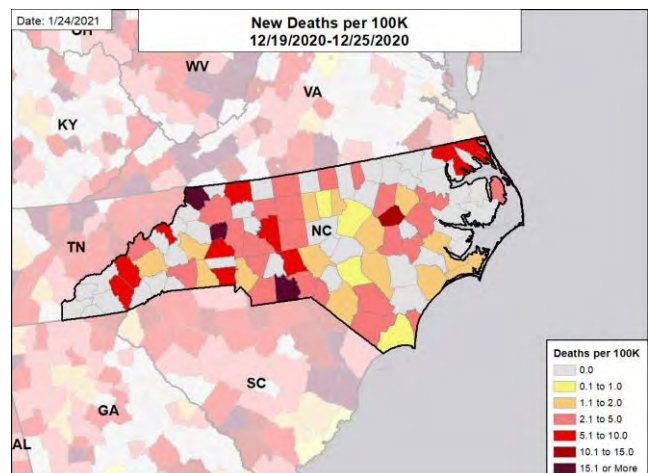 Date: 1/24/2021
New Deaths per 100K
12/19/2020-12/25/2020
OH
WV
VA
KY
TN
NC
SC
GA
AL
Deaths per 100K
0.0
0.1 to 1.0
1.1 to 2.0
2.1 to 5.0
5.1 to 10.0
10.1 to 15.0
15.1 or More